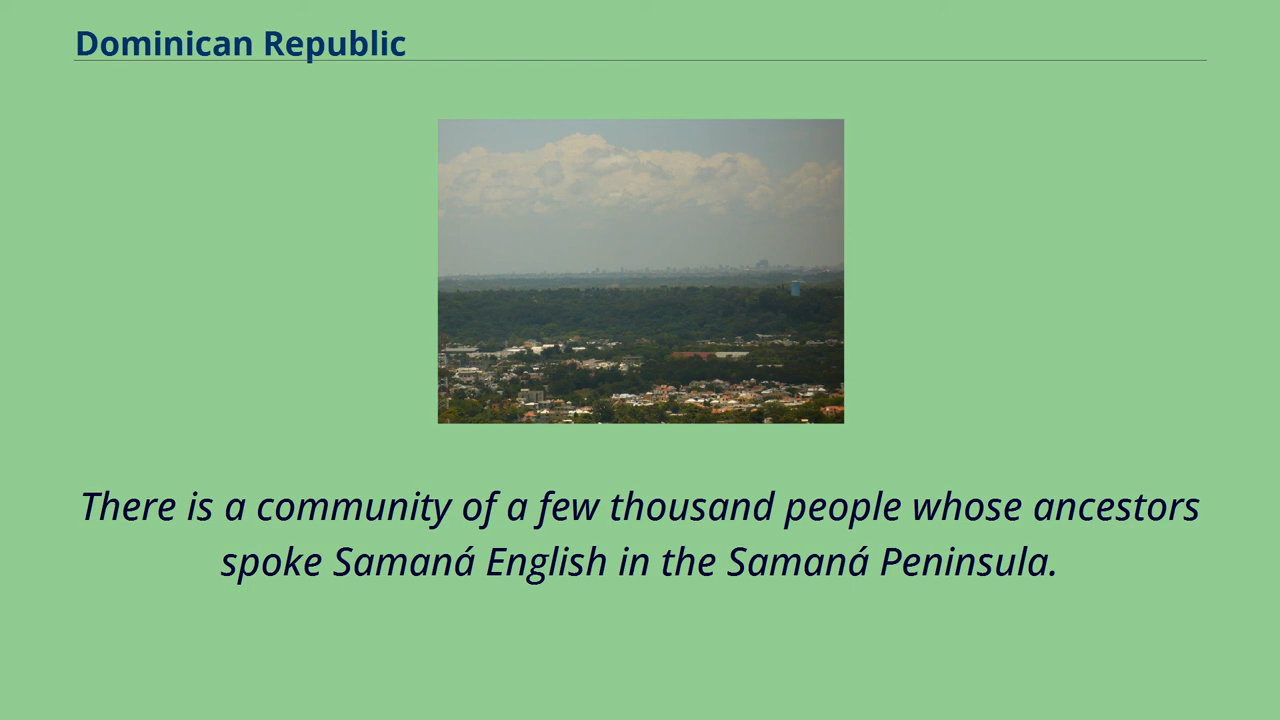 Dominican Republic
There is a community of a few thousand people whose ancestors
spoke Samaná English in the Samaná Peninsula.